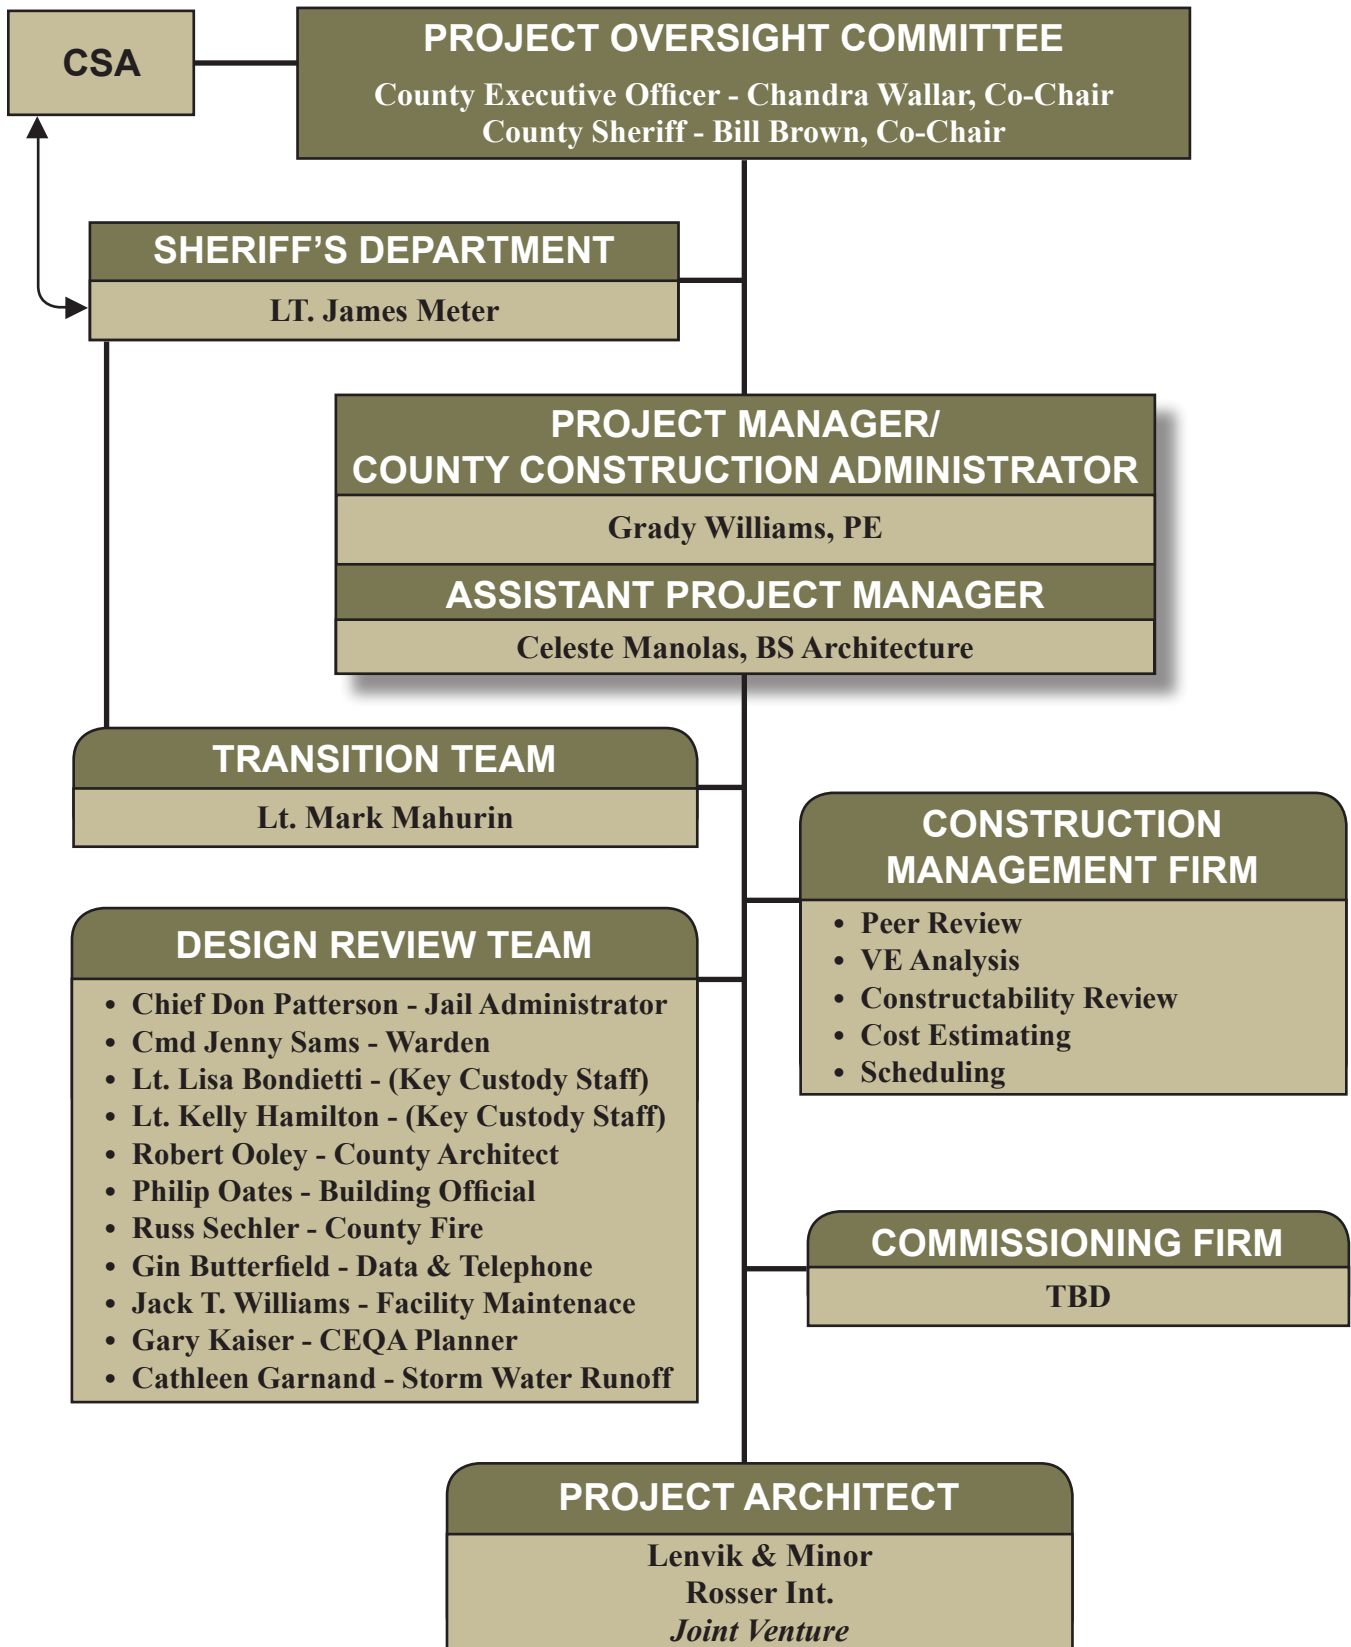 CSA
PROJECT OVERSIGHT COMMITTEE
County Executive Officer - Chandra Wallar, Co-Chair
County Sheriff - Bill Brown, Co-Chair
SHERIFF’S DEPARTMENT
LT. James Meter
PROJECT MANAGER/
COUNTY CONSTRUCTION ADMINISTRATOR
Grady Williams, PE
ASSISTANT PROJECT MANAGER
Celeste Manolas, BS Architecture
TRANSITION TEAM
Lt. Mark Mahurin
CONSTRUCTION
MANAGEMENT FIRM
• Peer Review
• VE Analysis
• Constructability Review
• Cost Estimating
• Scheduling
DESIGN REVIEW TEAM
• Chief Don Patterson - Jail Administrator
• Cmd Jenny Sams - Warden
• Lt. Lisa Bondietti - (Key Custody Staff)
• Lt. Kelly Hamilton - (Key Custody Staff)
• Robert Ooley - County Architect
• Philip Oates - Building Official
• Russ Sechler - County Fire
• Gin Butterfield - Data & Telephone
• Jack T. Williams - Facility Maintenace
• Gary Kaiser - CEQA Planner
• Cathleen Garnand - Storm Water Runoff
COMMISSIONING FIRM
TBD
PROJECT ARCHITECT
Lenvik & Minor
Rosser Int.
Joint Venture